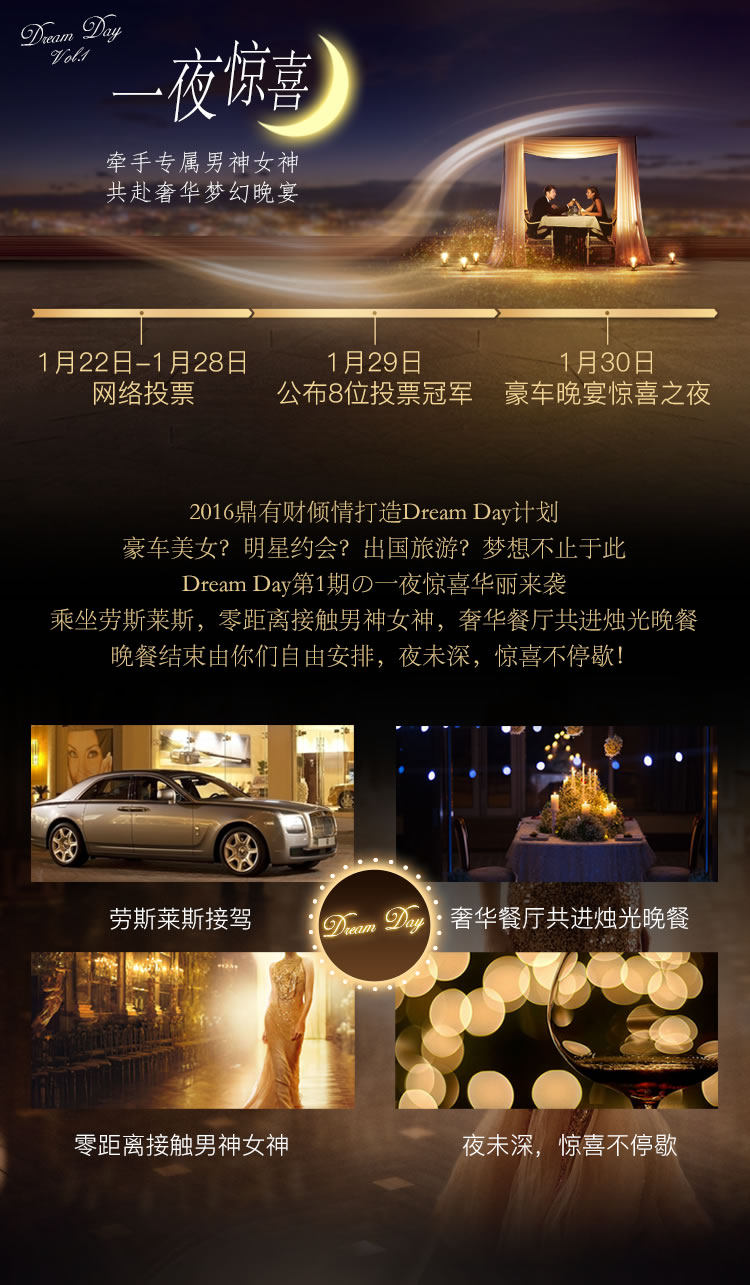 Dream Day
Vol.1
一夜惊喜
牵手专属男神女神
共赴奢华梦幻晚宴
1月22日-1月28日
网络投票
1月29日
公布8位投票冠军
1月30日
豪车晚宴惊喜之夜
2016鼎有财倾情打造Dream Day计划
豪车美女？明星约会？出国旅游？梦想不止于此
Dream Day第1期の一夜惊喜华丽来袭
乘坐劳斯莱斯，零距离接触男神女神，奢华餐厅共进烛光晚餐
晚餐结束由你们自由安排，夜未深，惊喜不停歇！
劳斯莱斯接驾
奢华餐厅共进烛光晚餐
Dream Day
零距离接触男神女神
夜未深，惊喜不停歇